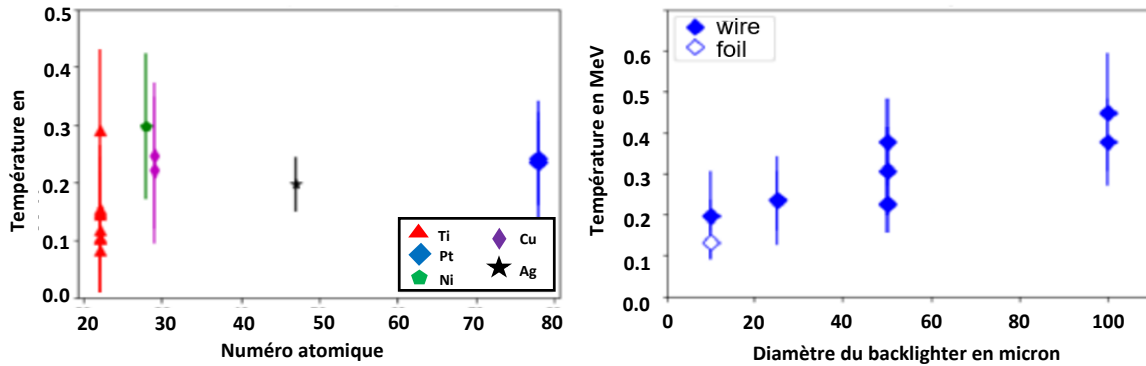 Température en
0.5
0.4
0.3
0.2
0.1
0.0
20 30 40 50 60 70 80
Numéro atomique
Ti
Pt
Ni
Cu
Ag
Température en MeV
0.6
0.5
0.4
0.3
0.2
0.1
0.0
0 20 40 60 80 100
Diamètre du backlighter en micron
wire
foil